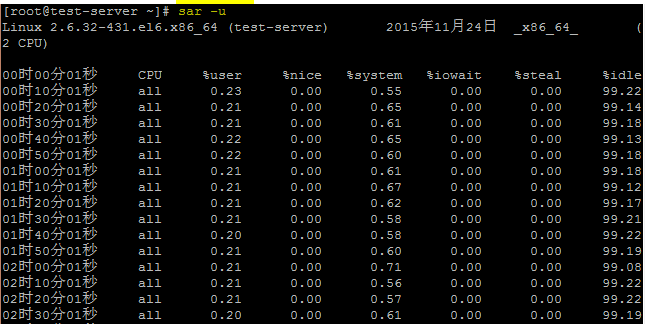 [root@test-server ~]# sar -u
Linux 2.6.32-431.el6.x86_64 (test-server) 2015年11月24日 _x86_64_ (
2 CPU)
00时00分01秒 CPU %user %nice %system %iowait %steal %idle
00时10分01秒 all 0.23 0.00 0.55 0.00 0.00 99.22
00时20分01秒 all 0.21 0.00 0.65 0.00 0.00 99.14
00时30分01秒 all 0.21 0.00 0.61 0.00 0.00 99.18
00时40分01秒 all 0.22 0.00 0.65 0.00 0.00 99.13
00时50分01秒 all 0.22 0.00 0.60 0.00 0.00 99.18
01时00分01秒 all 0.21 0.00 0.61 0.00 0.00 99.18
01时10分01秒 all 0.21 0.00 0.67 0.00 0.00 99.12
01时20分01秒 all 0.21 0.00 0.62 0.00 0.00 99.17
01时30分01秒 all 0.21 0.00 0.58 0.00 0.00 99.21
01时40分01秒 all 0.20 0.00 0.58 0.00 0.00 99.22
01时50分01秒 all 0.21 0.00 0.60 0.00 0.00 99.19
02时00分01秒 all 0.21 0.00 0.71 0.00 0.00 99.08
02时10分01秒 all 0.21 0.00 0.56 0.00 0.00 99.22
02时20分01秒 all 0.21 0.00 0.57 0.00 0.00 99.22
02时30分01秒 all 0.20 0.00 0.61 0.00 0.00 99.19